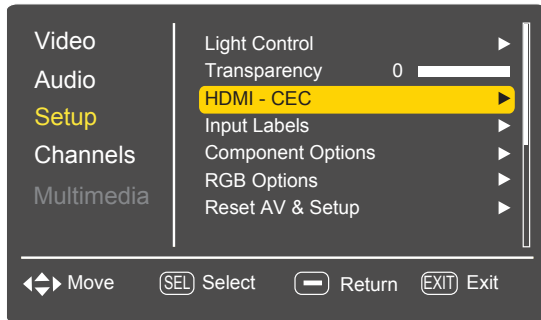 Video
Audio
Setup
Channels
Multimedia
Light Control
Transparency 0
HDMI - CEC
Input Labels
Component Options
RGB Options
Reset AV & Setup
Move SEL Select Return EXIT Exit